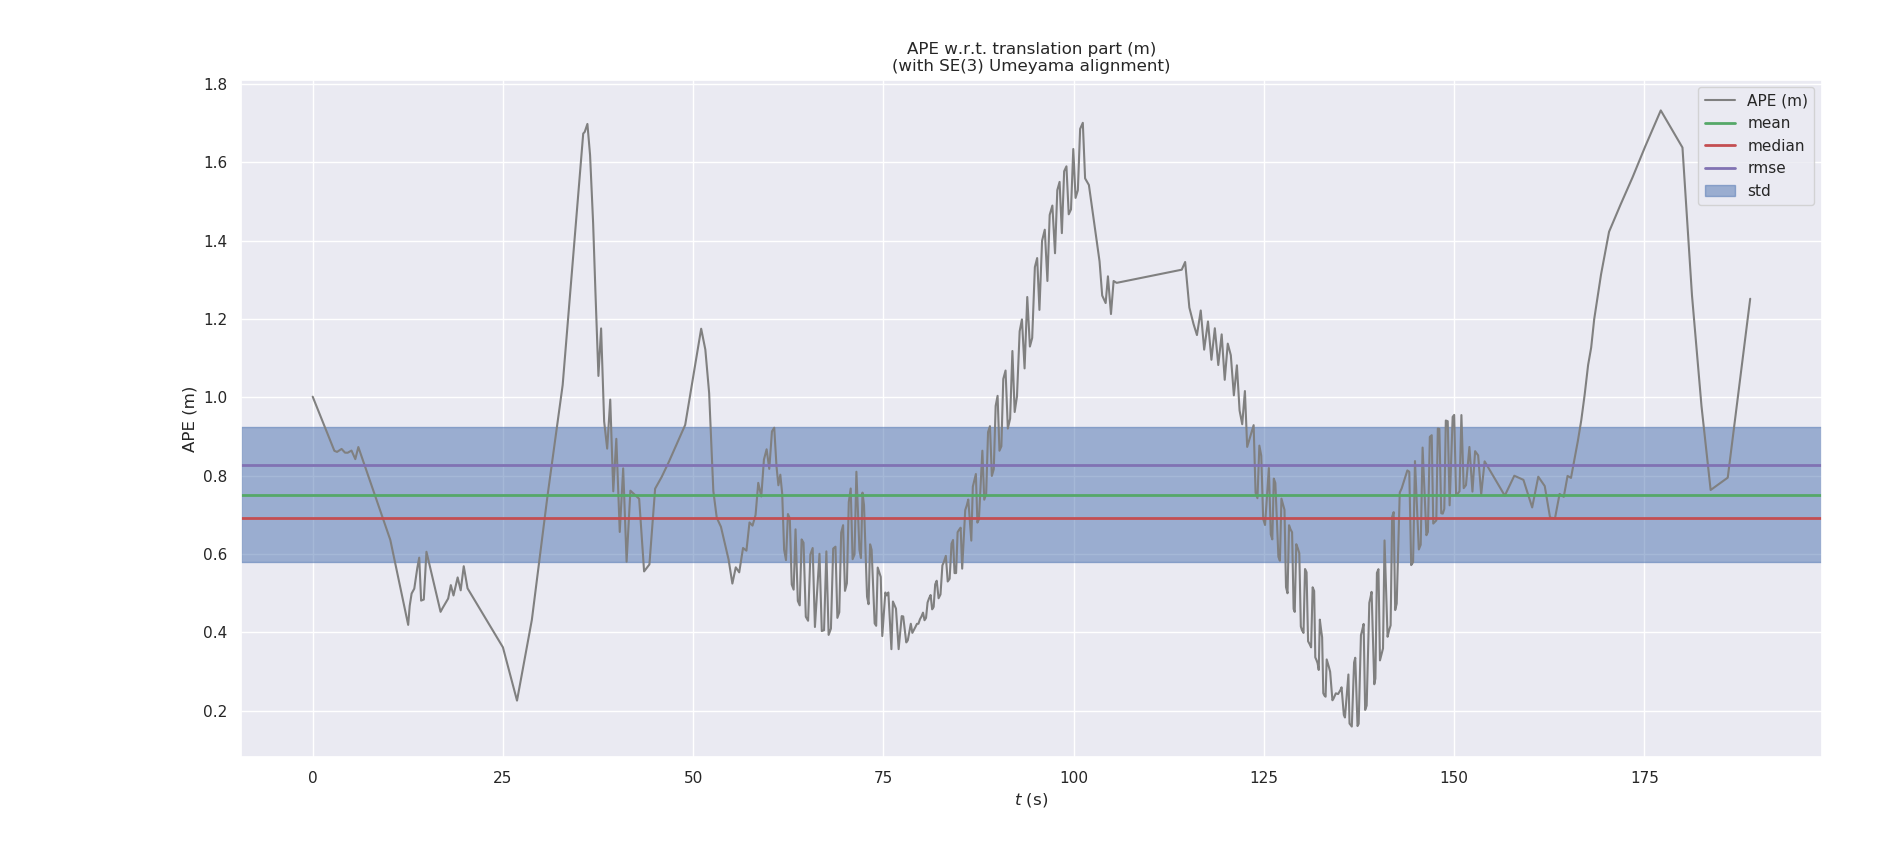 APE w.r.t. translation part (m)
(with SE(3) Umeyama alignment)
APE (m)
mean
median
rmse
std
APE (m)
1.8
1.6
1.4
1.2
1.0
0.8
0.6
0.4
0.2
0 25 50 75 100 125 150 175
t (s)